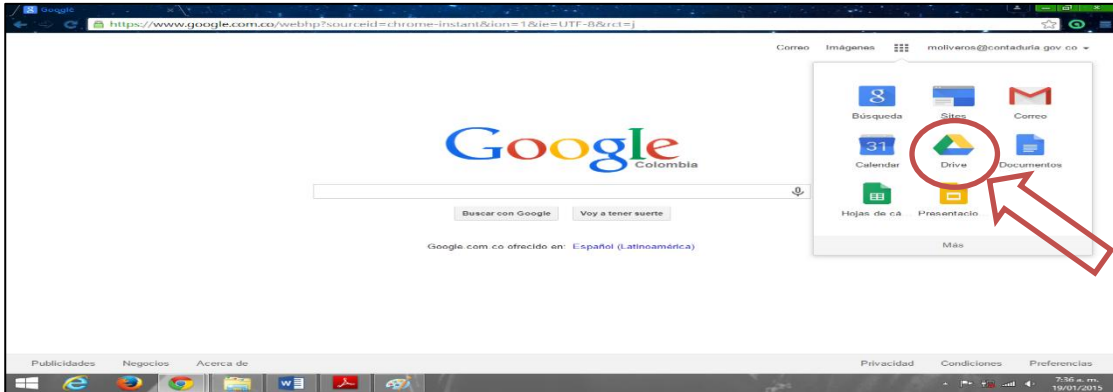 Google
https://www.google.com.co/webhp?sourceid=chrome-instant&ion=1&ie=UTF-8&rct=j
Correo Imágenes moliveros@contaduria.gov.co
8
Búsqueda Sites Correo
31
Calendar Drive Documentos
Hojas de cá Presentacio
Más
Google
Colombia
Buscar con Google Voy a tener suerte
Google.com.co ofrecido en: Español (Latinoamérica)
Publicidades Negocios Acerca de Privacidad Condiciones Preferencias
7:36 a. m.
19/01/2015